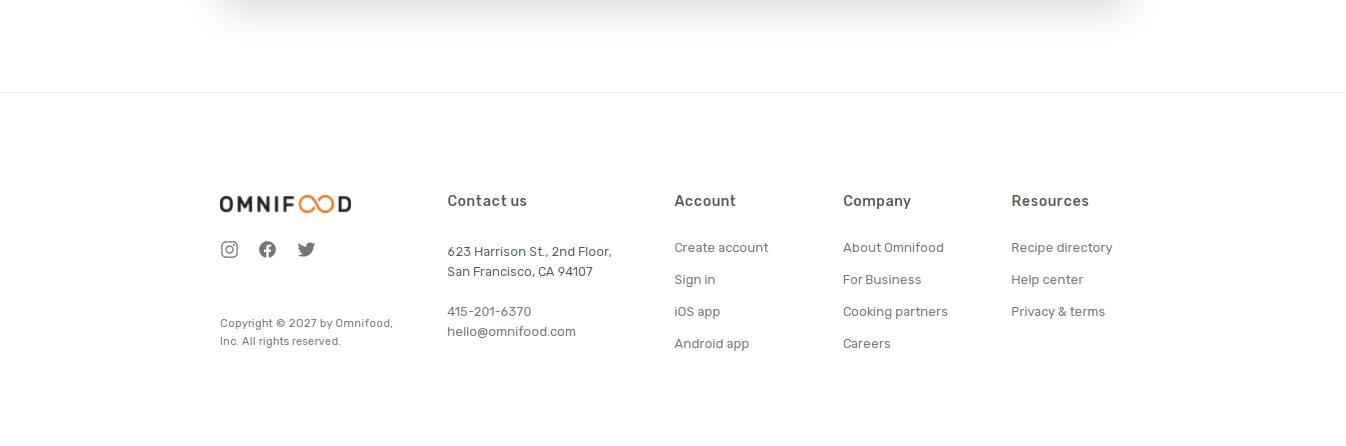 OMNIFOOD
Copyright © 2027 by Omnifood,
Inc. All rights reserved.
Contact us
623 Harrison St., 2nd Floor,
San Francisco, CA 94107
415-201-6370
hello@omnifood.com
Account
Create account
Sign in
iOS app
Android app
Company
About Omnifood
For Business
Cooking partners
Careers
Resources
Recipe directory
Help center
Privacy & terms